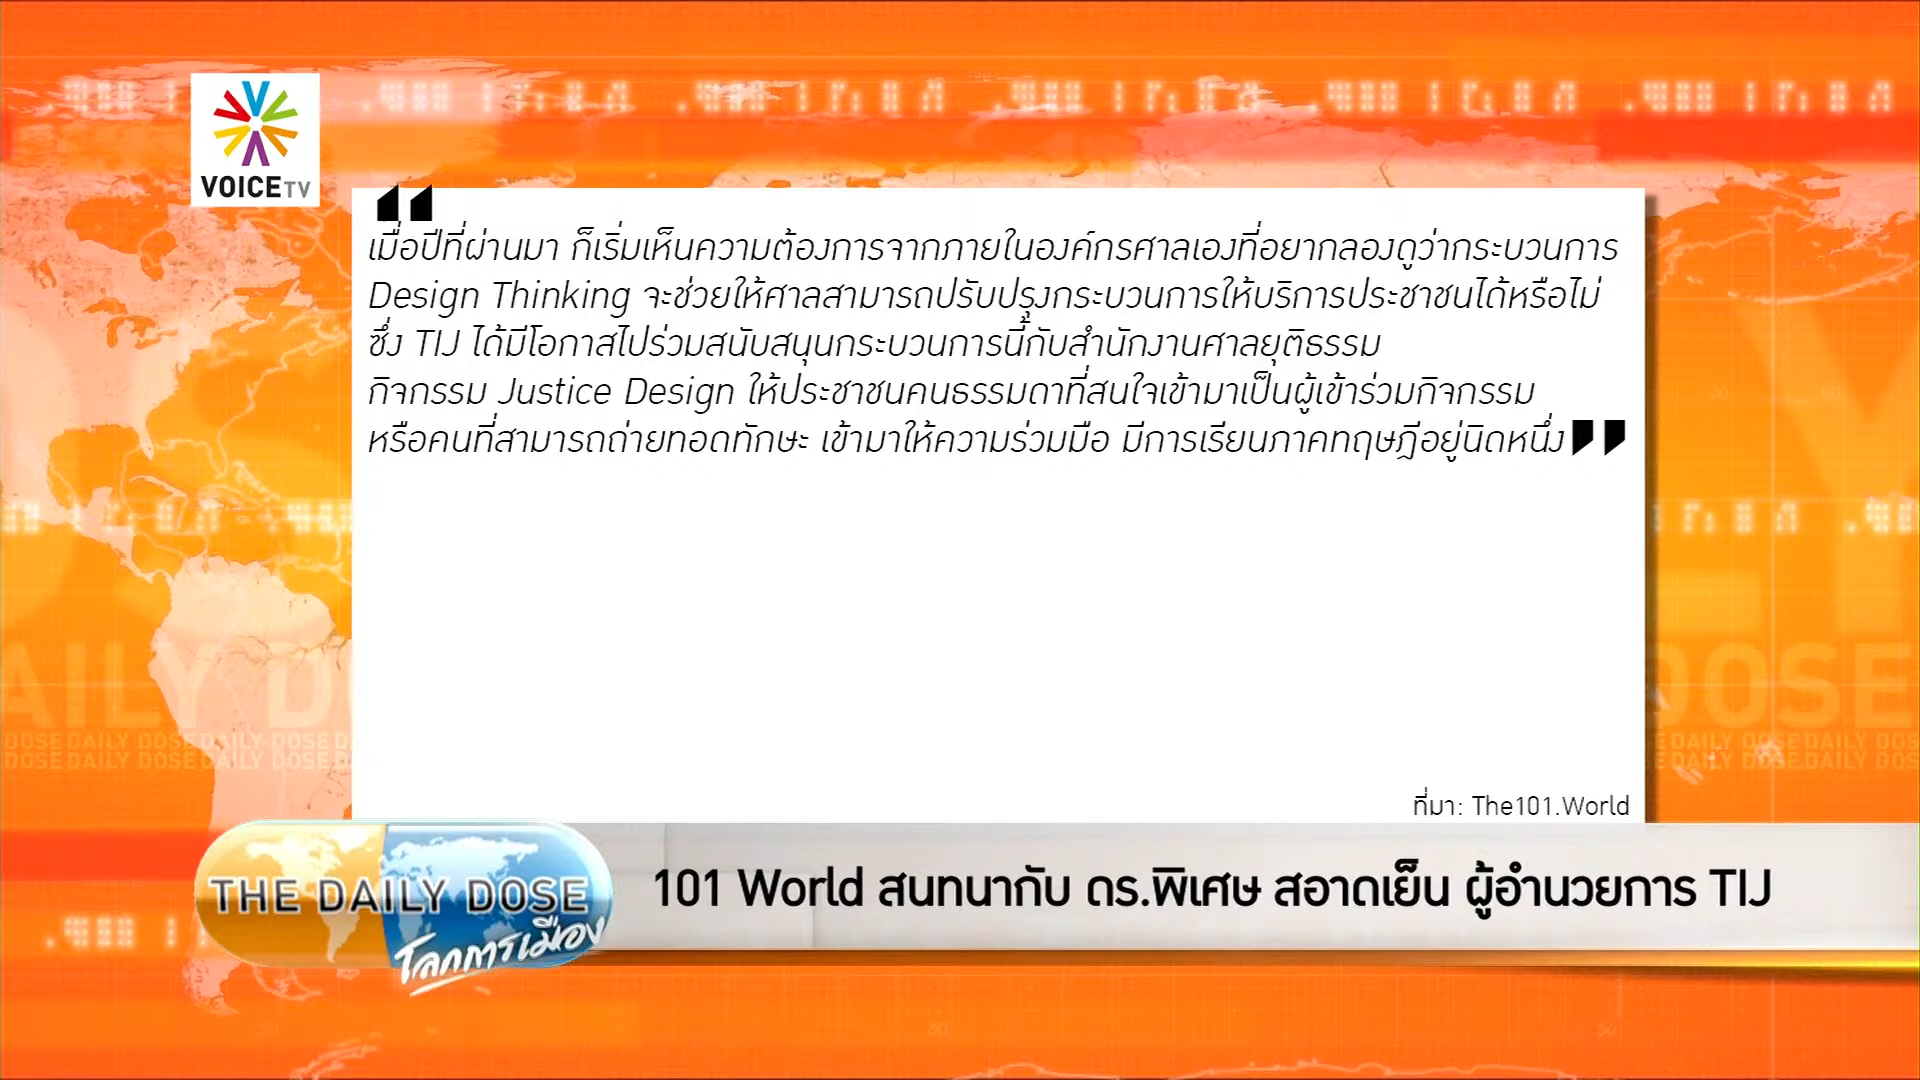 VOICE TV
“
เมื่อปีที่ผ่านมา ก็เริ่มเห็นความต้องการจากภายในองค์กรศาลเองที่อยากลองดูว่ากระบวนการ
Design Thinking จะช่วยให้ศาลสามารถปรับปรุงกระบวนการให้บริการประชาชนได้หรือไม่
ซึ่ง TIJ ได้มีโอกาสไปร่วมสนับสนุนกระบวนการนี้กับสำนักงานศาลยุติธรรม
กิจกรรม Justice Design ให้ประชาชนคนธรรมดาที่สนใจเข้ามาเป็นผู้เข้าร่วมกิจกรรม
หรือคนที่สามารถถ่ายทอดทักษะ เข้ามาให้ความร่วมมือ มีการเรียนภาคทฤษฎีอยู่นิดหนึ่ง”
ที่มา: The101.World
THE DAILY DOSE
โลกการเมือง
101 World สนทนากับ ดร.พิเศษ สอาดเย็น ผู้อำนวยการ TIJ